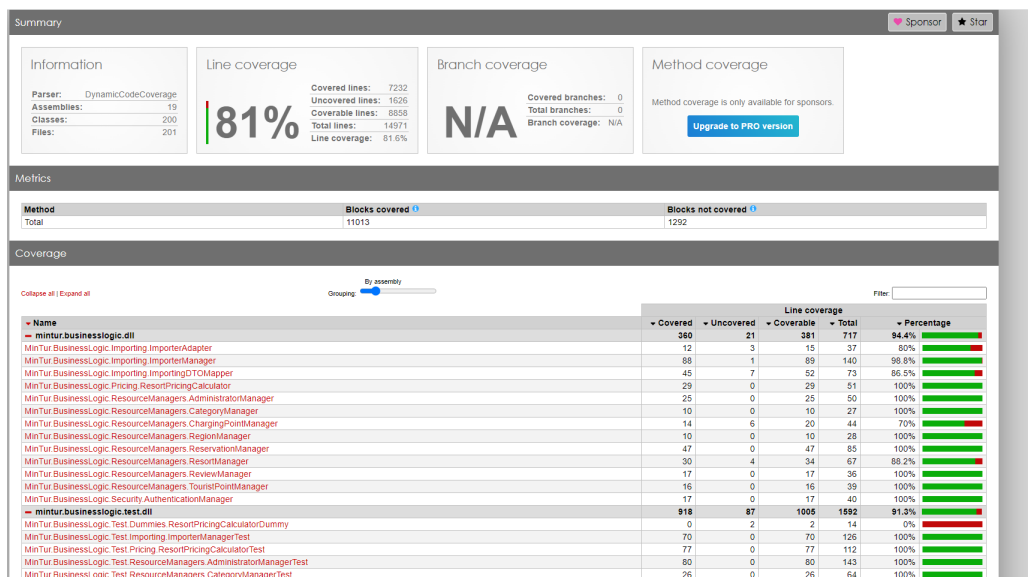 Summary
Sponsor
Star
Information
Parser: DynamicCodeCoverage
Assemblies: 19
Classes: 200
Files: 201
Line coverage
81%
Covered lines: 7232
Uncovered lines: 1626
Coverable lines: 8858
Total lines: 14971
Line coverage: 81.6%
Branch coverage
N/A
Covered branches: 0
Total branches: 0
Branch coverage: N/A
Method coverage
Method coverage is only available for sponsors.
Upgrade to PRO version
Metrics
Method Blocks covered Blocks not covered
Total 11013 1292
Coverage
Collapse all | Expand all
By assembly
Grouping:
Filter:
Line coverage
Name Covered Uncovered Coverable Total Percentage
mintur.businesslogic.dll 360 21 381 717 94.4%
MinTur.BusinessLogic.Importing.ImporterAdapter 12 3 15 37 80%
MinTur.BusinessLogic.Importing.ImporterManager 88 1 89 140 98.8%
MinTur.BusinessLogic.Importing.ImportingDTOMapper 45 7 52 73 86.5%
MinTur.BusinessLogic.Pricing.ResortPricingCalculator 29 0 29 51 100%
MinTur.BusinessLogic.ResourceManagers.AdministratorManager 25 0 25 50 100%
MinTur.BusinessLogic.ResourceManagers.CategoryManager 10 0 10 27 100%
MinTur.BusinessLogic.ResourceManagers.ChargingPointManager 14 6 20 44 70%
MinTur.BusinessLogic.ResourceManagers.RegionManager 10 0 10 28 100%
MinTur.BusinessLogic.ResourceManagers.ReservationManager 47 0 47 85 100%
MinTur.BusinessLogic.ResourceManagers.ResortManager 30 4 34 67 88.2%
MinTur.BusinessLogic.ResourceManagers.ReviewManager 17 0 17 36 100%
MinTur.BusinessLogic.ResourceManagers.TouristPointManager 16 0 16 39 100%
MinTur.BusinessLogic.Security.AuthenticationManager 17 0 17 40 100%
mintur.businesslogic.test.dll 918 87 1005 1592 91.3%
MinTur.BusinessLogic.Test.Dummies.ResortPricingCalculatorDummy 0 2 2 14 0%
MinTur.BusinessLogic.Test.Importing.ImporterManagerTest 70 0 70 126 100%
MinTur.BusinessLogic.Test.Pricing.ResortPricingCalculatorTest 77 0 77 112 100%
MinTur.BusinessLogic.Test.ResourceManagers.AdministratorManagerTest 80 0 80 143 100%
MinTur.BusinessLogic.Test.ResourceManagers.CategoryManagerTest 26 0 26 64 100%